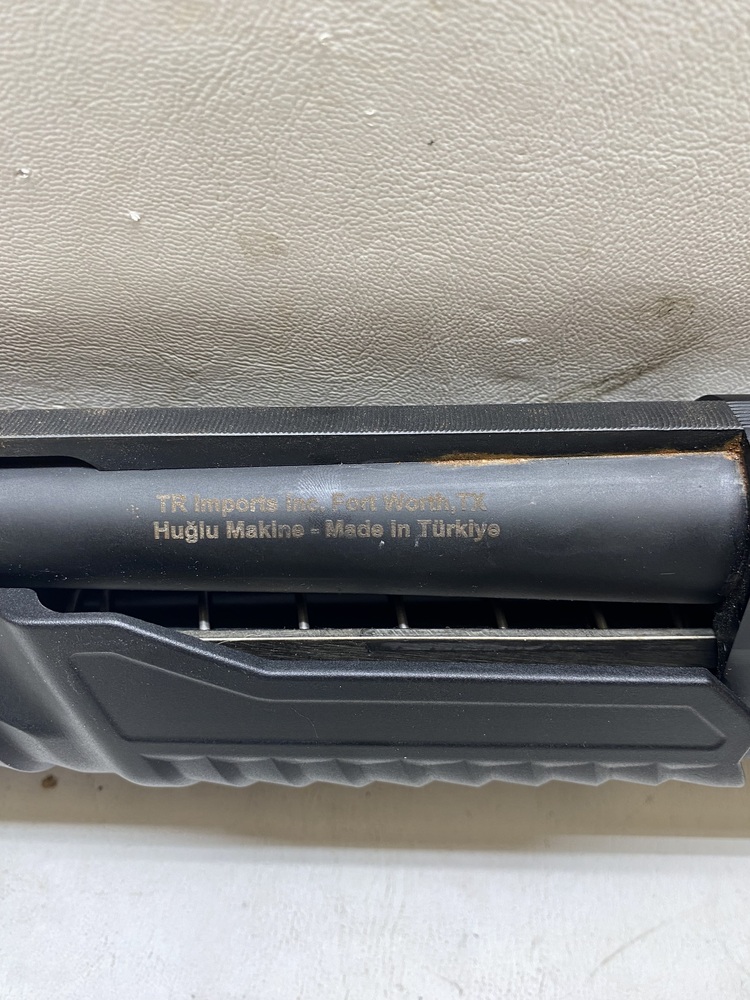 TR Imports Inc. Fort Worth,TX
Huğlu Makine - Made in Türkiye